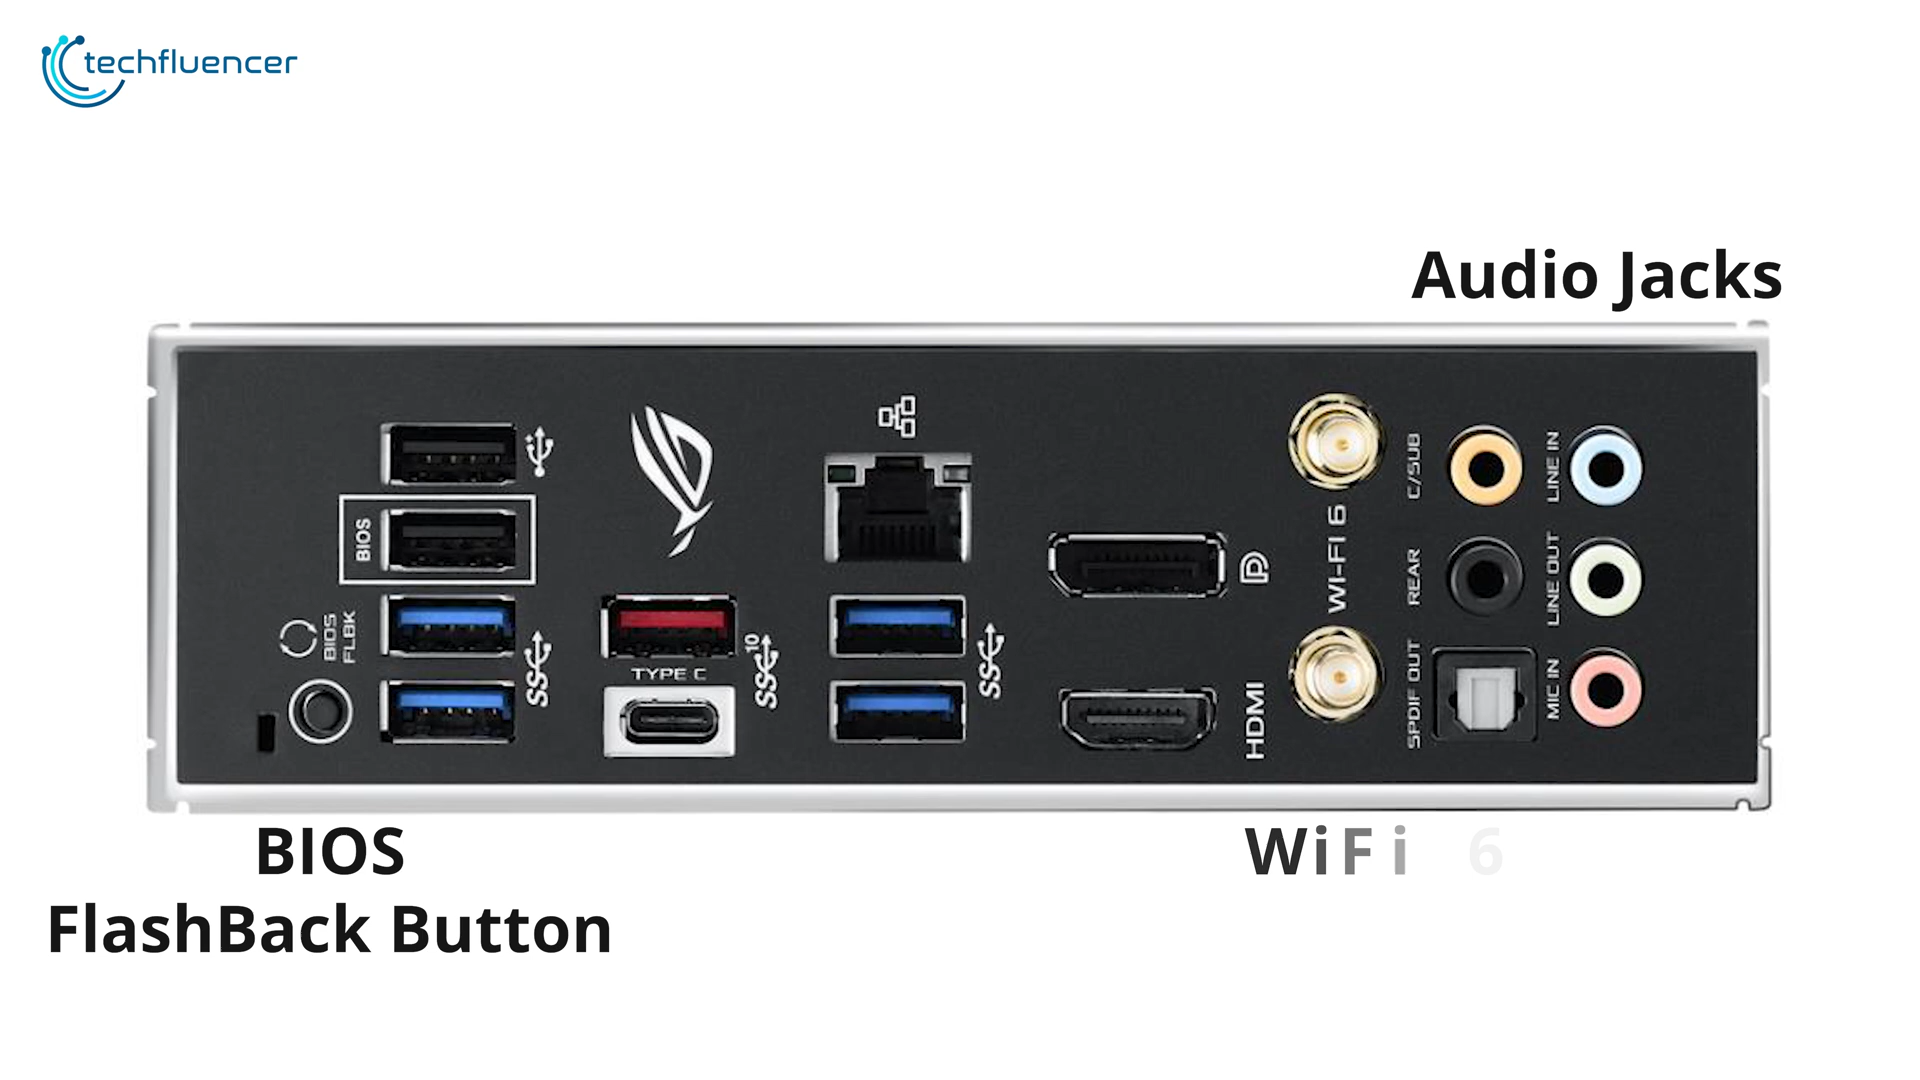 techfluencer
Audio Jacks
BIOS
BIOS
FLBK
SS
TYPE C
SS
10
SS
HDMI
WI-FI 6
C/SUB
REAR
SPDIF OUT
LINE IN
LINE OUT
MIC IN
BIOS
FlashBack Button
WiFi 6